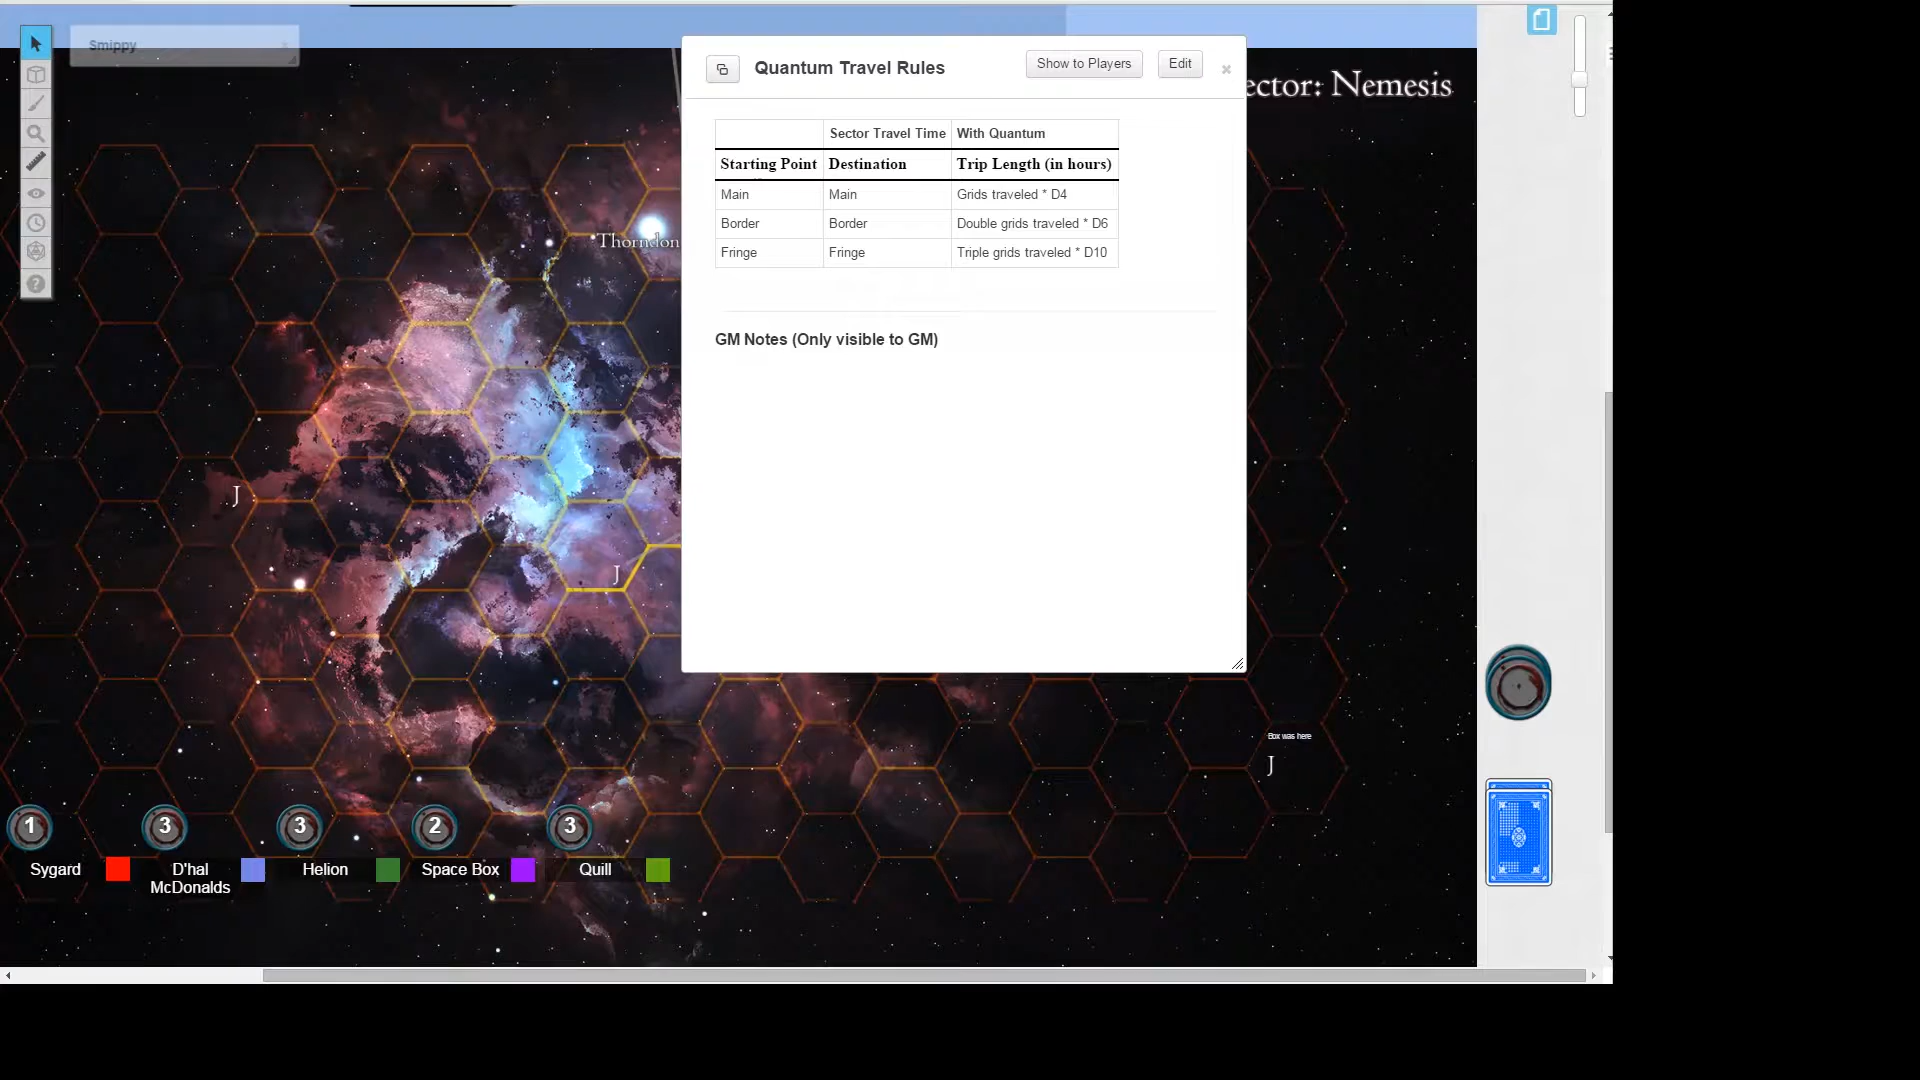 Smippy
Quantum Travel Rules
Show to Players
Edit
ector: Nemesis
Sector Travel Time With Quantum
Starting Point Destination Trip Length (in hours)
Main Main Grids traveled * D4
Border Border Double grids traveled * D6
Fringe Fringe Triple grids traveled * D10
Thorndon
GM Notes (Only visible to GM)
J
J
Box was here
J
1 3 3 2 3
Sygard
D'hal
McDonalds
Helion
Space Box
Quill